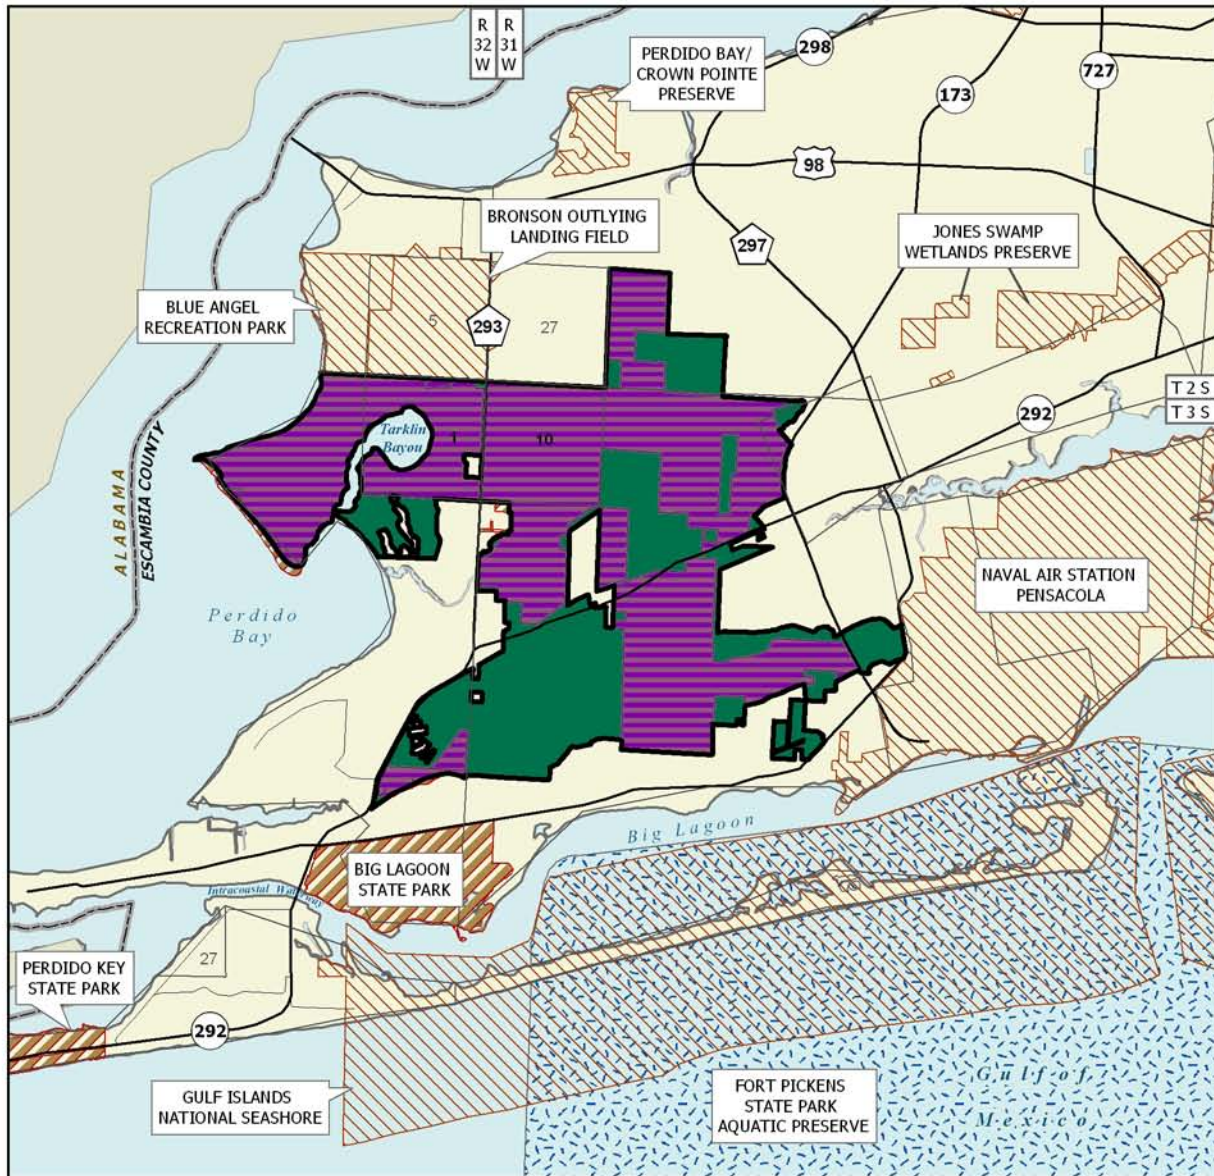 R
32
W
R
31
W
PERDIDO BAY/
CROWN POINTE
PRESERVE
298
727
173
98
BRONSON OUTLYING
LANDING FIELD
297
JONES SWAMP
WETLANDS PRESERVE
BLUE ANGEL
RECREATION PARK
5
293
27
T 2 S
T 3 S
292
Tarklin
Bayou
1
10
ALABAMA
ESCAMBIA COUNTY
NAVAL AIR STATION
PENSACOLA
Perdido
Bay
Big Lagoon
BIG LAGOON
STATE PARK
Intracoastal Waterway
27
PERDIDO KEY
STATE PARK
292
GULF ISLANDS
NATIONAL SEASHORE
FORT PICKENS
STATE PARK
AQUATIC PRESERVE
Gulf of
Mexico